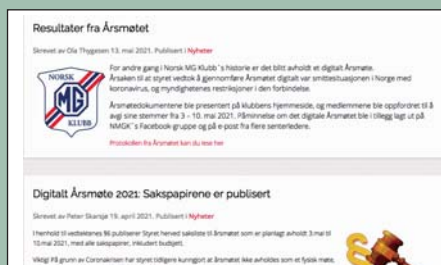 Resultater fra Årsmøtet
Skrevet av Ola Thygesen 13. mai 2021. Publisert i Nyheter
NORSK
MG
KLUBB
For andre gang i Norsk MG Klubb`s historie er det blitt avholdt et digitalt Årsmøte.
Årsaken til at styret vedtok å gjennomføre Årsmøtet digitalt var smittesituasjonen i Norge med
koronavirus, og myndighetenes restriksjoner i den forbindelse.
Årsmøtedokumentene ble presentert på klubbens hjemmeside, og medlemmene ble oppfordret til å
avgi sine stemmer fra 3 - 10. mai 2021. Påminnelse om det digitale Årsmøtet ble i tillegg lagt ut på
NMGK`s Facebook-gruppe og på e-post fra flere senterledere.
Protokollen fra Årsmøtet kan du lese her
Digitalt Årsmøte 2021: Sakspapirene er publisert
Skrevet av Peter Skansje 19. april 2021. Publisert i Nyheter
I henhold til vedtektenes §6 publiserer Styret herved saksliste til årsmøtet som er planlagt avholdt 3.mai til
10.mai 2021, med alle sakspapirer, inkludert budsjett.
Viktig! På grunn av Coronakrisen har styret tidligere kunngjort at årsmøtet ikke avholdes som et fysisk møte,